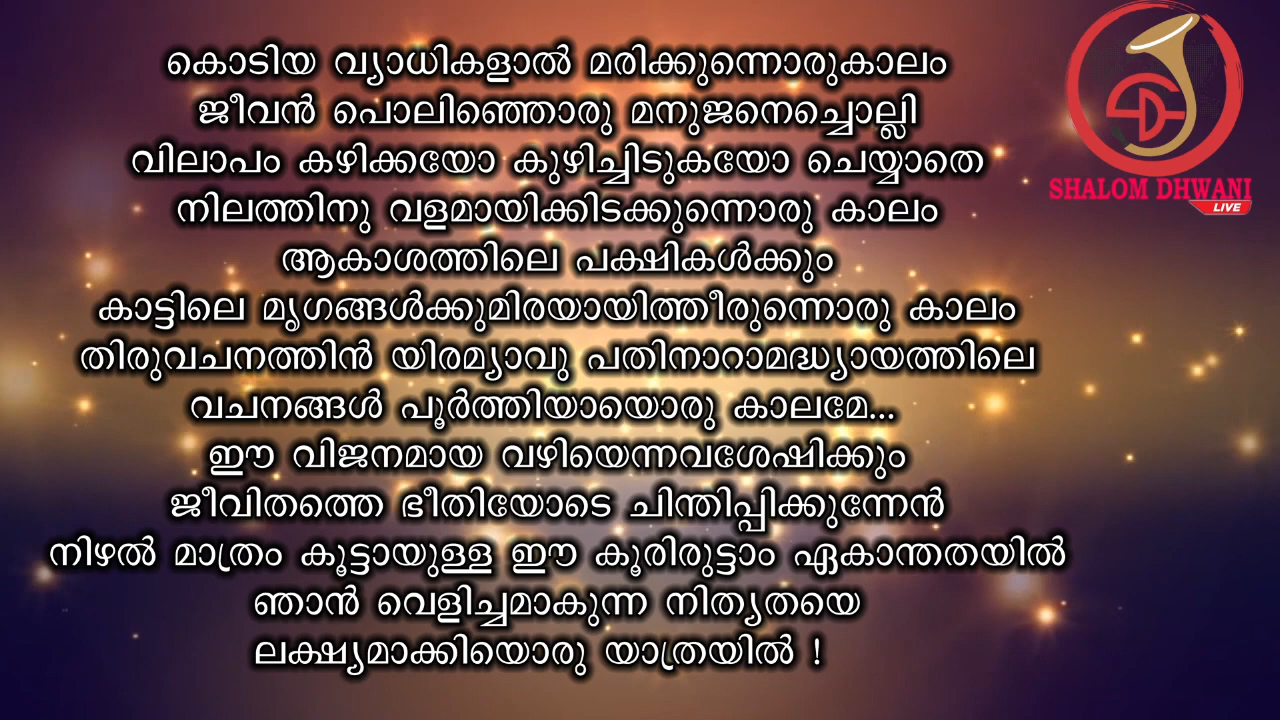 കൊടിയ വ്യാധികളാൽ മരിക്കുന്നൊരുകാലം
ജീവൻ പൊലിഞ്ഞൊരു മനുജനെച്ചൊല്ലി
വിലാപം കഴിക്കയോ കുഴിച്ചിടുകയോ ചെയ്യാതെ
നിലത്തിനു വളമായിക്കിടക്കുന്നൊരു കാലം
ആകാശത്തിലെ പക്ഷികൾക്കും
കാട്ടിലെ മൃഗങ്ങൾക്കുമിരയായിത്തീരുന്നൊരു കാലം
തിരുവചനത്തിൻ യിരമ്യാവു പതിനാറാമദ്ധ്യായത്തിലെ
വചനങ്ങൾ പൂർത്തിയായൊരു കാലമേ...
ഈ വിജനമായ വഴിയെന്നവശേഷിക്കും
ജീവിതത്തെ ഭീതിയോടെ ചിന്തിപ്പിക്കുന്നേൻ
നിഴൽ മാത്രം കൂട്ടായുള്ള ഈ കൂരിരുട്ടാം ഏകാന്തതയിൽ
ഞാൻ വെളിച്ചമാകുന്ന നിത്യതയെ
ലക്ഷ്യമാക്കിയൊരു യാത്രയിൽ !
SHALOM DHWANI
LIVE